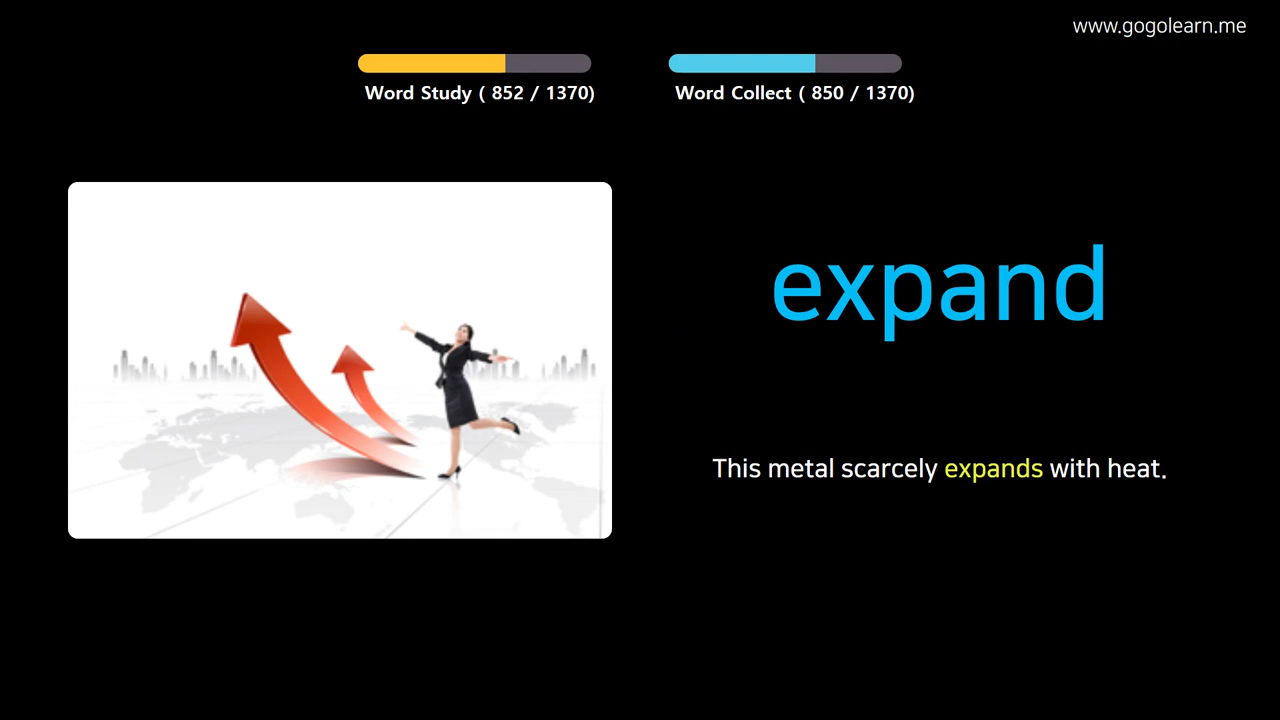 www.gogolearn.me
Word Study ( 852 / 1370)
Word Collect ( 850 / 1370)
expand
This metal scarcely expands with heat.